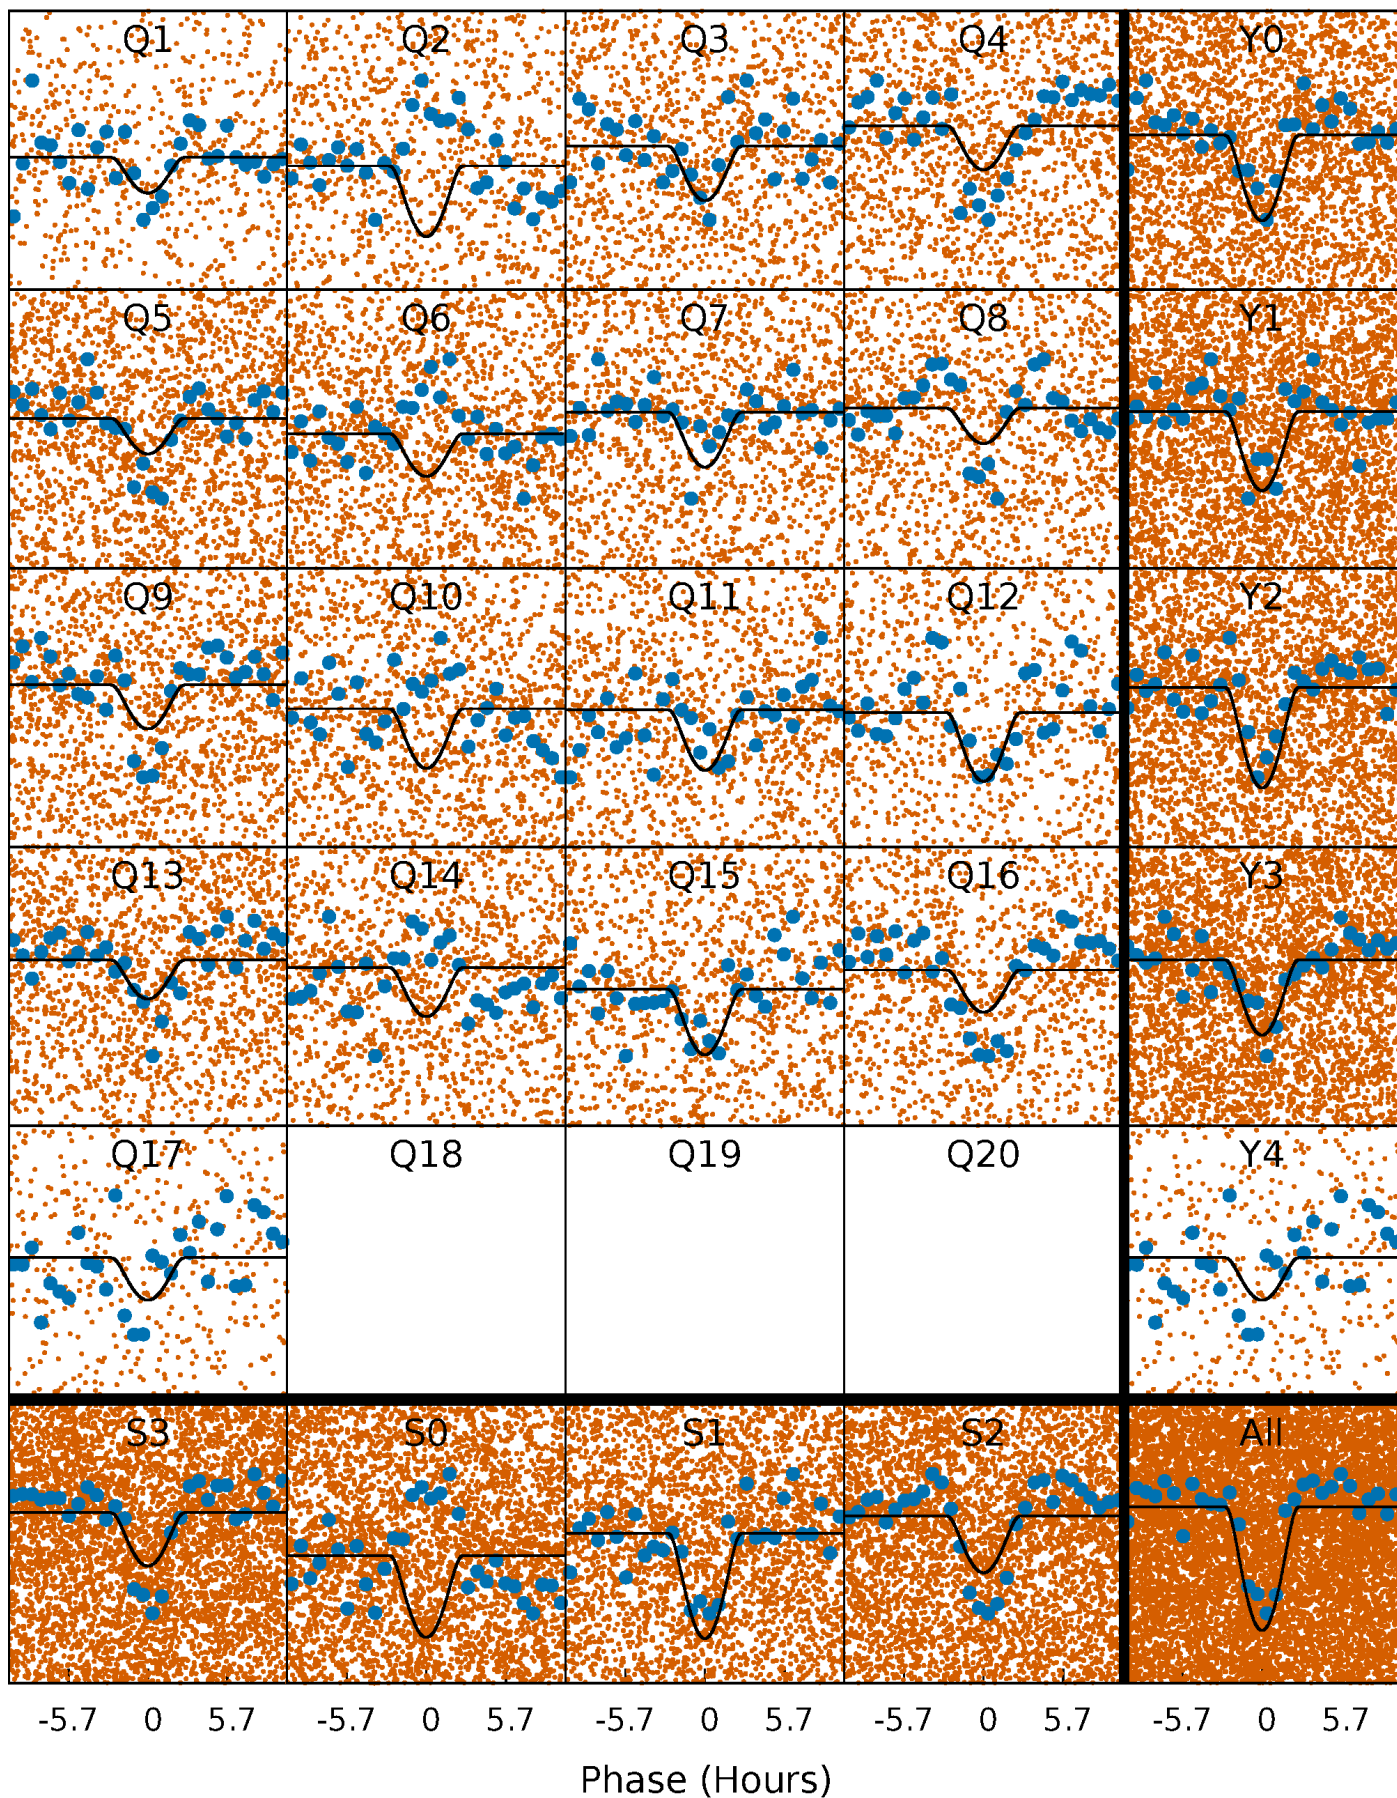 Q1 Q2 Q3 Q4 Y0
Q5 Q6 Q7 Q8 Y1
Q9 Q10 Q11 Q12 Y2
Q13 Q14 Q15 Q16 Y3
Q17 Q18 Q19 Q20 Y4
S3 S0 S1 S2 All
-5.7 0 5.7 -5.7 0 5.7 -5.7 0 5.7 -5.7 0 5.7 -5.7 0 5.7
Phase (Hours)